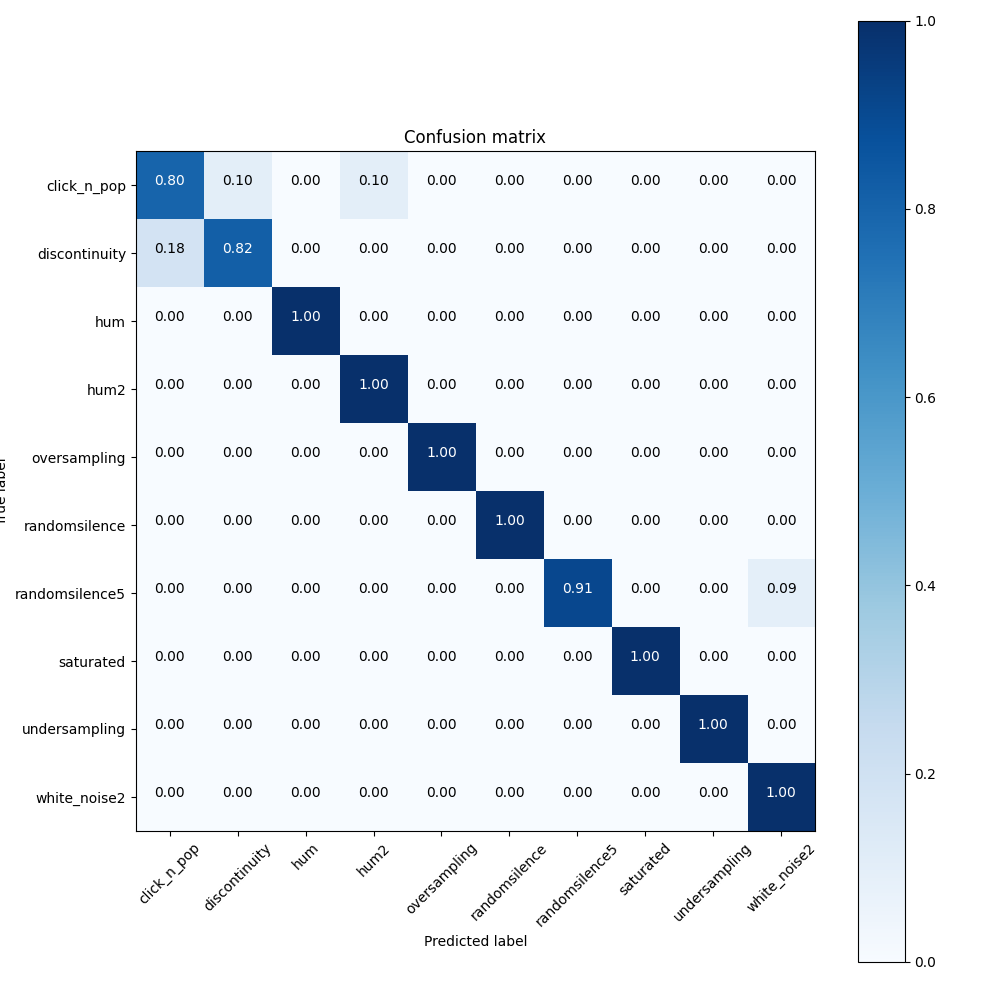 Confusion matrix
click_n_pop 0.80 0.10 0.00 0.10 0.00 0.00 0.00 0.00 0.00 0.00
discontinuity 0.18 0.82 0.00 0.00 0.00 0.00 0.00 0.00 0.00 0.00
hum 0.00 0.00 1.00 0.00 0.00 0.00 0.00 0.00 0.00 0.00
hum2 0.00 0.00 0.00 1.00 0.00 0.00 0.00 0.00 0.00 0.00
oversampling 0.00 0.00 0.00 0.00 1.00 0.00 0.00 0.00 0.00 0.00
randomsilence 0.00 0.00 0.00 0.00 0.00 1.00 0.00 0.00 0.00 0.00
randomsilence5 0.00 0.00 0.00 0.00 0.00 0.00 0.91 0.00 0.00 0.09
saturated 0.00 0.00 0.00 0.00 0.00 0.00 0.00 1.00 0.00 0.00
undersampling 0.00 0.00 0.00 0.00 0.00 0.00 0.00 0.00 1.00 0.00
white_noise2 0.00 0.00 0.00 0.00 0.00 0.00 0.00 0.00 0.00 1.00
click_n_pop discontinuity hum hum2 oversampling randomsilence randomsilence5 saturated undersampling white_noise2
Predicted label
1.0
0.8
0.6
0.4
0.2
0.0